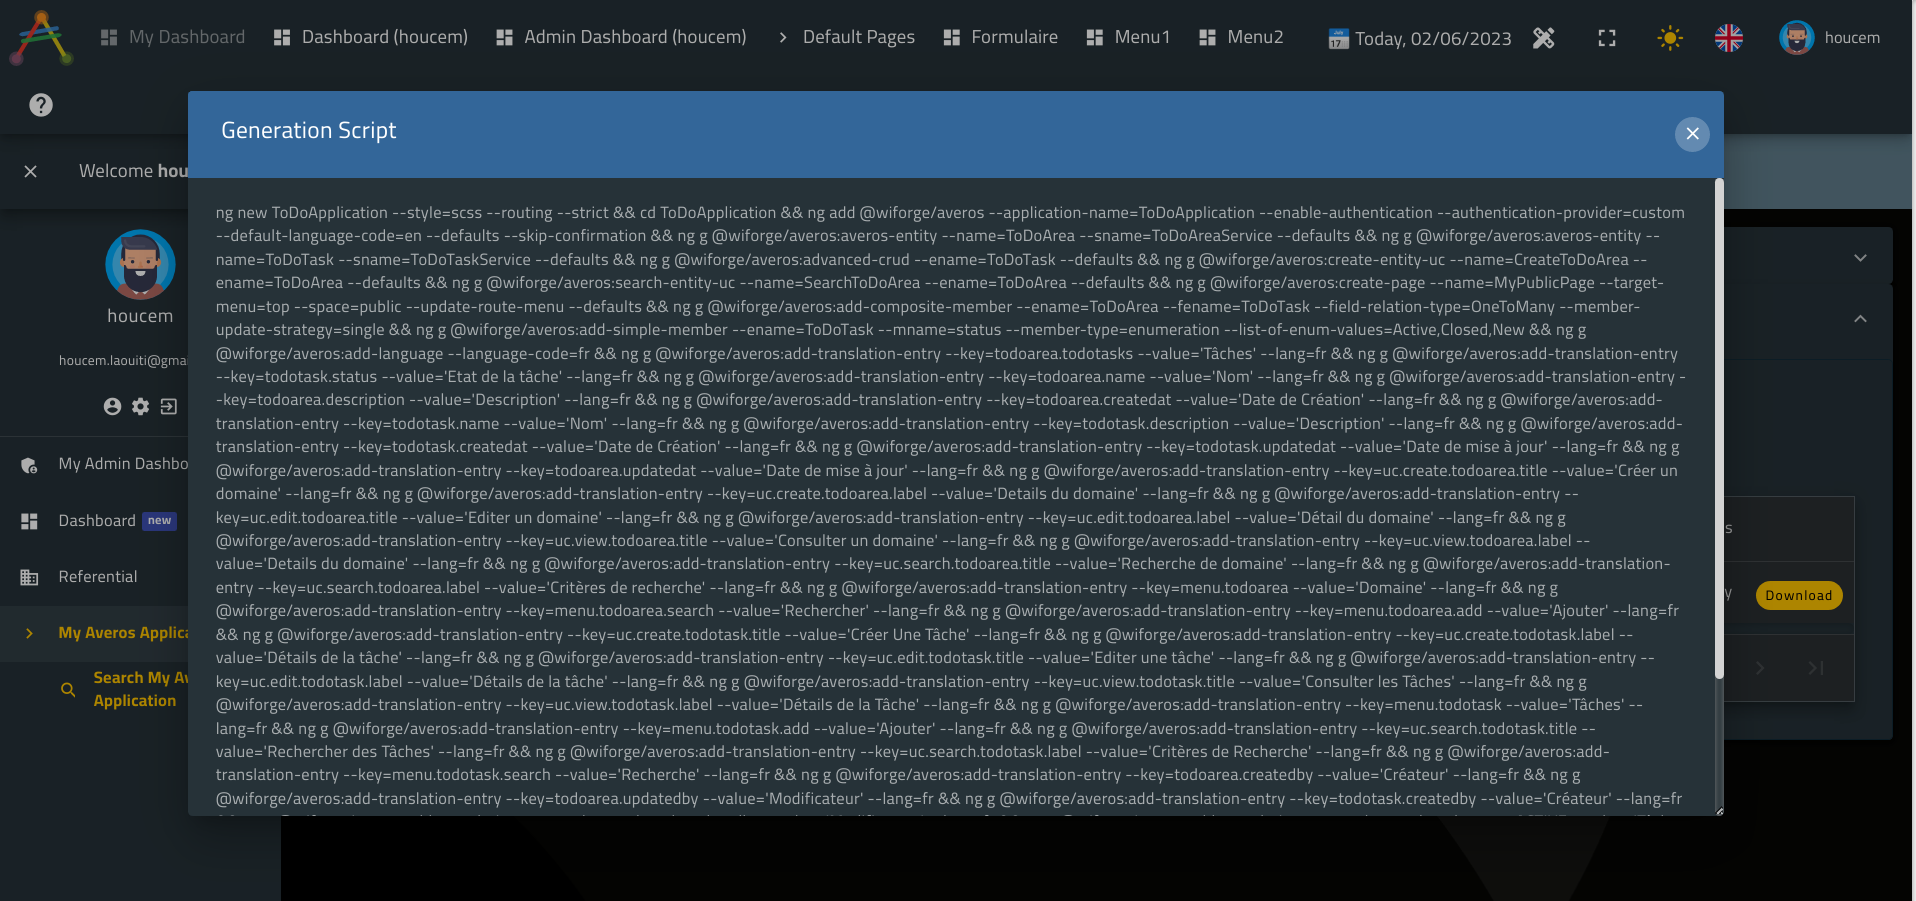 My Dashboard
Dashboard (houcem)
Admin Dashboard (houcem)
Default Pages
Formulaire
Menu1
Menu2
17
Today, 02/06/2023
houcem
Generation Script
Welcome hou
houcem
houcem.laouiti@gmai
My Admin Dashbo
Dashboard new
Referential
My Averos Applica
Search My Av
Application
ng new ToDoApplication --style=scss --routing --strict && cd ToDoApplication && ng add @wiforge/averos --application-name=ToDoApplication --enable-authentication --authentication-provider=custom
--default-language-code=en --defaults --skip-confirmation && ng g @wiforge/averos:averos-entity --name=ToDoArea --sname=ToDoAreaService --defaults && ng g @wiforge/averos:averos-entity --
name=ToDoTask --sname=ToDoTaskService --defaults && ng g @wiforge/averos:advanced-crud --ename=ToDoTask --defaults && ng g @wiforge/averos:create-entity-uc --name=CreateToDoArea --
ename=ToDoArea --defaults && ng g @wiforge/averos:search-entity-uc --name=SearchToDoArea --ename=ToDoArea --defaults && ng g @wiforge/averos:create-page --name=MyPublicPage --target-
menu=top --space=public --update-route-menu --defaults && ng g @wiforge/averos:add-composite-member --ename=ToDoArea --fename=ToDoTask --field-relation-type=OneToMany --member-
update-strategy=single && ng g @wiforge/averos:add-simple-member --ename=ToDoTask --mname=status --member-type=enumeration --list-of-enum-values=Active,Closed,New && ng g
@wiforge/averos:add-language --language-code=fr && ng g @wiforge/averos:add-translation-entry --key=todoarea.todotasks --value='Tâches' --lang=fr && ng g @wiforge/averos:add-translation-entry
--key=todotask.status --value='Etat de la tâche' --lang=fr && ng g @wiforge/averos:add-translation-entry --key=todoarea.name --value='Nom' --lang=fr && ng g @wiforge/averos:add-translation-entry -
-key=todoarea.description --value='Description' --lang=fr && ng g @wiforge/averos:add-translation-entry --key=todoarea.createdat --value='Date de Création' --lang=fr && ng g @wiforge/averos:add-
translation-entry --key=todotask.name --value='Nom' --lang=fr && ng g @wiforge/averos:add-translation-entry --key=todotask.description --value='Description' --lang=fr && ng g @wiforge/averos:add-
translation-entry --key=todotask.createdat --value='Date de Création' --lang=fr && ng g @wiforge/averos:add-translation-entry --key=todotask.updatedat --value='Date de mise à jour' --lang=fr && ng g
@wiforge/averos:add-translation-entry --key=todoarea.updatedat --value='Date de mise à jour' --lang=fr && ng g @wiforge/averos:add-translation-entry --key=uc.create.todoarea.title --value='Créer un
domaine' --lang=fr && ng g @wiforge/averos:add-translation-entry --key=uc.create.todoarea.label --value='Details du domaine' --lang=fr && ng g @wiforge/averos:add-translation-entry --
key=uc.edit.todoarea.title --value='Editer un domaine' --lang=fr && ng g @wiforge/averos:add-translation-entry --key=uc.edit.todoarea.label --value='Détail du domaine' --lang=fr && ng g
@wiforge/averos:add-translation-entry --key=uc.view.todoarea.title --value='Consulter un domaine' --lang=fr && ng g @wiforge/averos:add-translation-entry --key=uc.view.todoarea.label --
value='Details du domaine' --lang=fr && ng g @wiforge/averos:add-translation-entry --key=uc.search.todoarea.title --value='Recherche de domaine' --lang=fr && ng g @wiforge/averos:add-translation-
entry --key=uc.search.todoarea.label --value='Critères de recherche' --lang=fr && ng g @wiforge/averos:add-translation-entry --key=menu.todoarea --value='Domaine' --lang=fr && ng g
@wiforge/averos:add-translation-entry --key=menu.todoarea.search --value='Rechercher' --lang=fr && ng g @wiforge/averos:add-translation-entry --key=menu.todoarea.add --value='Ajouter' --lang=fr
&& ng g @wiforge/averos:add-translation-entry --key=uc.create.todotask.title --value='Créer Une Tâche' --lang=fr && ng g @wiforge/averos:add-translation-entry --key=uc.create.todotask.label --
value='Détails de la tâche' --lang=fr && ng g @wiforge/averos:add-translation-entry --key=uc.edit.todotask.title --value='Editer une tâche' --lang=fr && ng g @wiforge/averos:add-translation-entry --
key=uc.edit.todotask.label --value='Détails de la tâche' --lang=fr && ng g @wiforge/averos:add-translation-entry --key=uc.view.todotask.title --value='Consulter les Tâches' --lang=fr && ng g
@wiforge/averos:add-translation-entry --key=uc.view.todotask.label --value='Détails de la Tâche' --lang=fr && ng g @wiforge/averos:add-translation-entry --key=menu.todotask --value='Tâches' --
lang=fr && ng g @wiforge/averos:add-translation-entry --key=menu.todotask.add --value='Ajouter' --lang=fr && ng g @wiforge/averos:add-translation-entry --key=uc.search.todotask.title --
value='Rechercher des Tâches' --lang=fr && ng g @wiforge/averos:add-translation-entry --key=uc.search.todotask.label --value='Critères de Recherche' --lang=fr && ng g @wiforge/averos:add-
translation-entry --key=menu.todotask.search --value='Recherche' --lang=fr && ng g @wiforge/averos:add-translation-entry --key=todoarea.createdby --value='Créateur' --lang=fr && ng g
@wiforge/averos:add-translation-entry --key=todoarea.updatedby --value='Modificateur' --lang=fr && ng g @wiforge/averos:add-translation-entry --key=todotask.createdby --value='Créateur' --lang=fr
s
y
Download